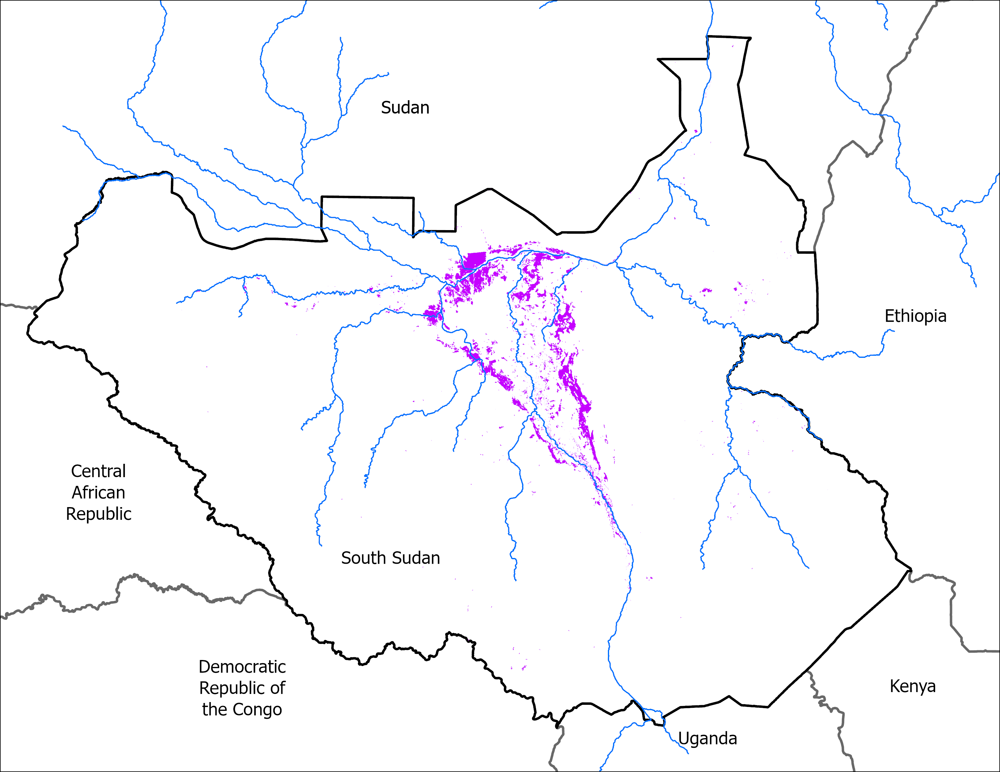 Sudan
Ethiopia
Central
African
Republic
South Sudan
Democratic
Republic of
the Congo
Kenya
Uganda